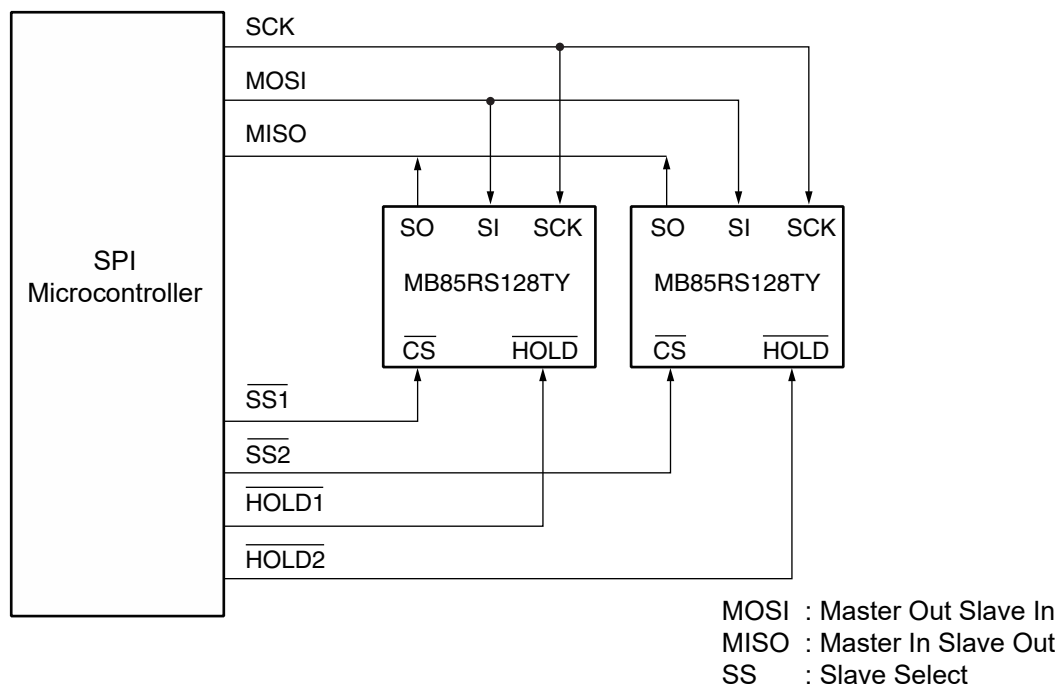 SCK
MOSI
MISO
SPI
Microcontroller
SO SI SCK
MB85RS128TY
CS HOLD
SO SI SCK
MB85RS128TY
CS HOLD
SS1
SS2
HOLD1
HOLD2
MOSI : Master Out Slave In
MISO : Master In Slave Out
SS : Slave Select